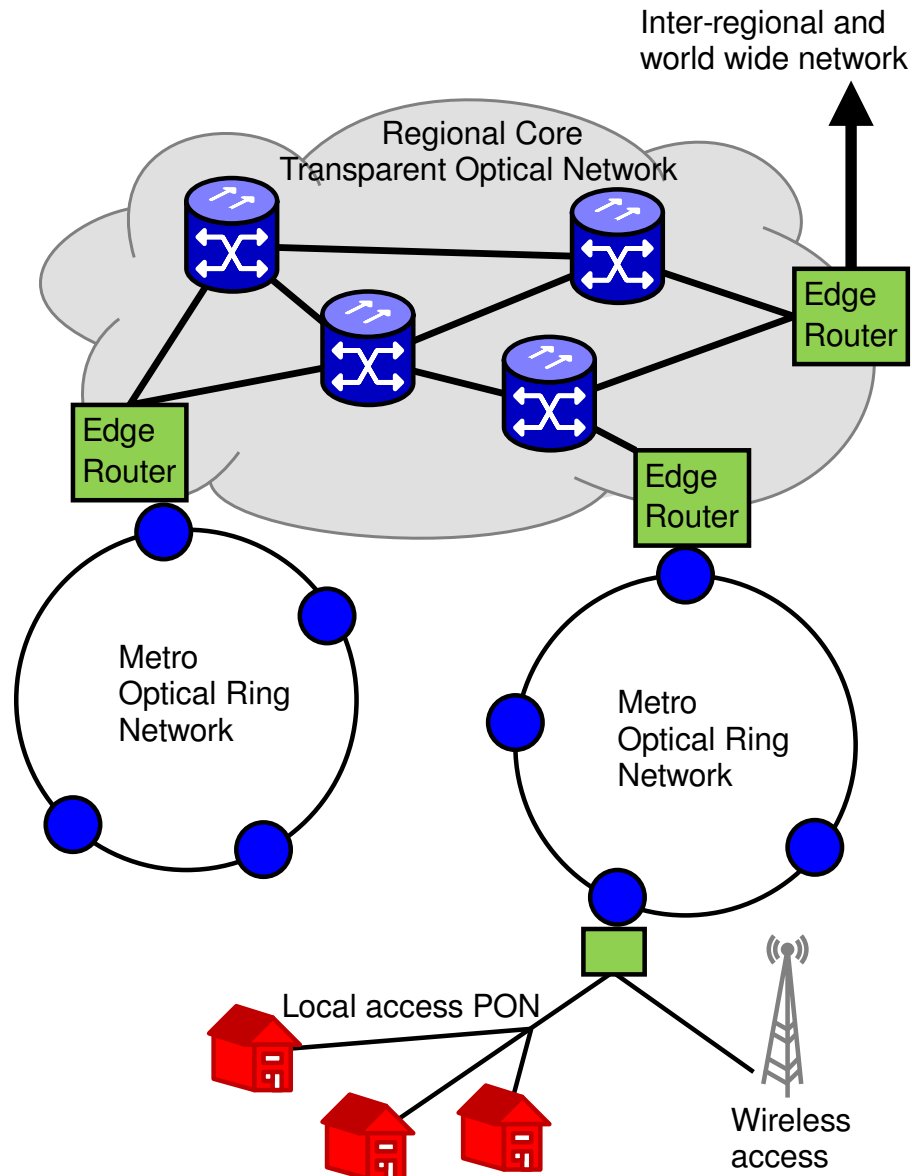 Inter-regional and
world wide network
Regional Core
Transparent Optical Network
Edge
Router
Edge
Router
Edge
Router
Metro
Optical Ring
Network
Metro
Optical Ring
Network
Local access PON
Wireless
access